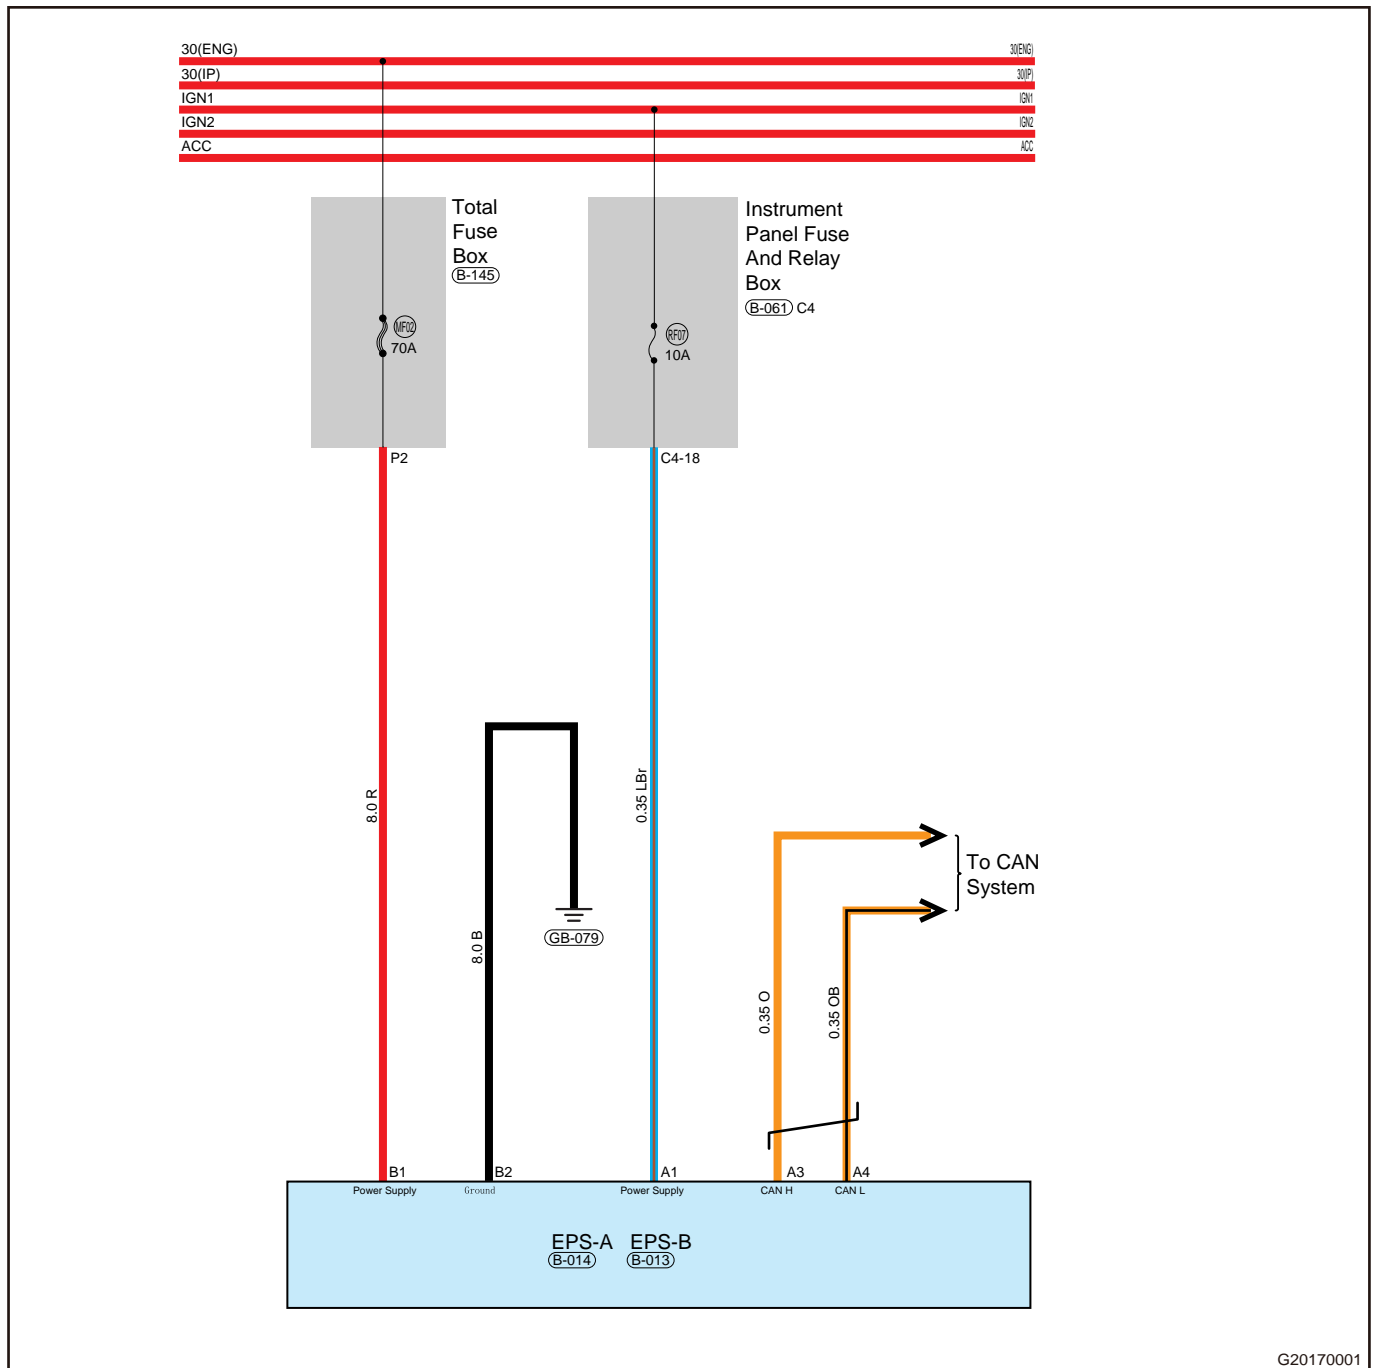 30(ENG) 30(ENG)
30(IP) 30(IP)
IGN1 IGN1
IGN2 IGN2
ACC ACC
Total
Fuse
Box
B-145
MF02
70A
Instrument
Panel Fuse
And Relay
Box
B-061 C4
RF07
10A
P2
C4-18
8.0 R
8.0 B
GB-079
0.35 LBr
0.35 O
0.35 OB
To CAN
System
B1 B2 A1 A3 A4
Power Supply Ground Power Supply CAN H CAN L
EPS-A EPS-B
B-014 B-013
G20170001